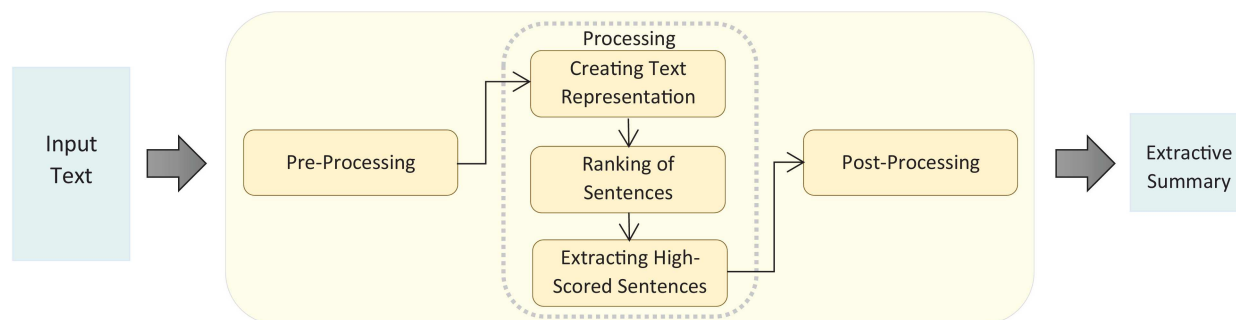 Input
Text
Pre-Processing
Processing
Creating Text
Representation
Ranking of
Sentences
Extracting High-
Scored Sentences
Post-Processing
Extractive
Summary